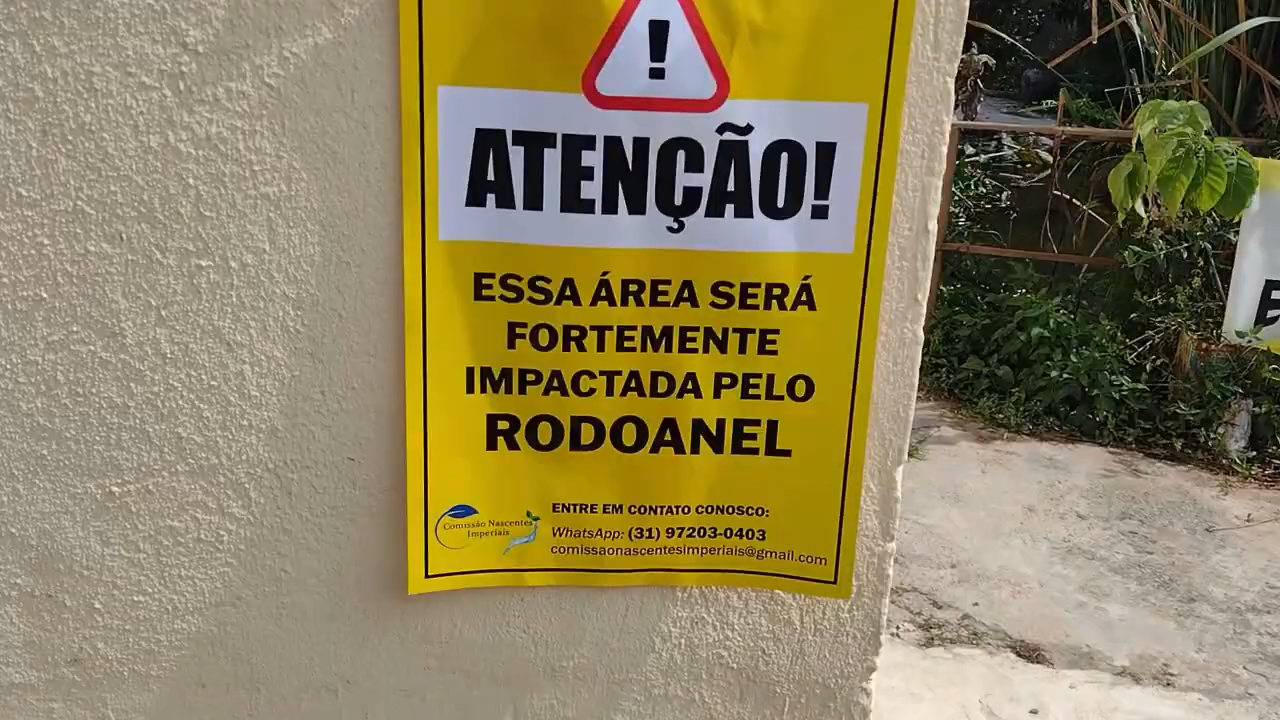 !
ATENÇÃO!
ESSA ÁREA SERÁ
FORTEMENTE
IMPACTADA PELO
RODOANEL
Comissão Nascentes
Imperiais
ENTRE EM CONTATO CONOSCO:
WhatsApp: (31) 97203-0403
comissaonascentesimperiais@gmail.com